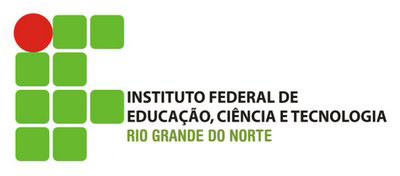 INSTITUTO FEDERAL DE
EDUCAÇÃO, CIÊNCIA E TECNOLOGIA
RIO GRANDE DO NORTE